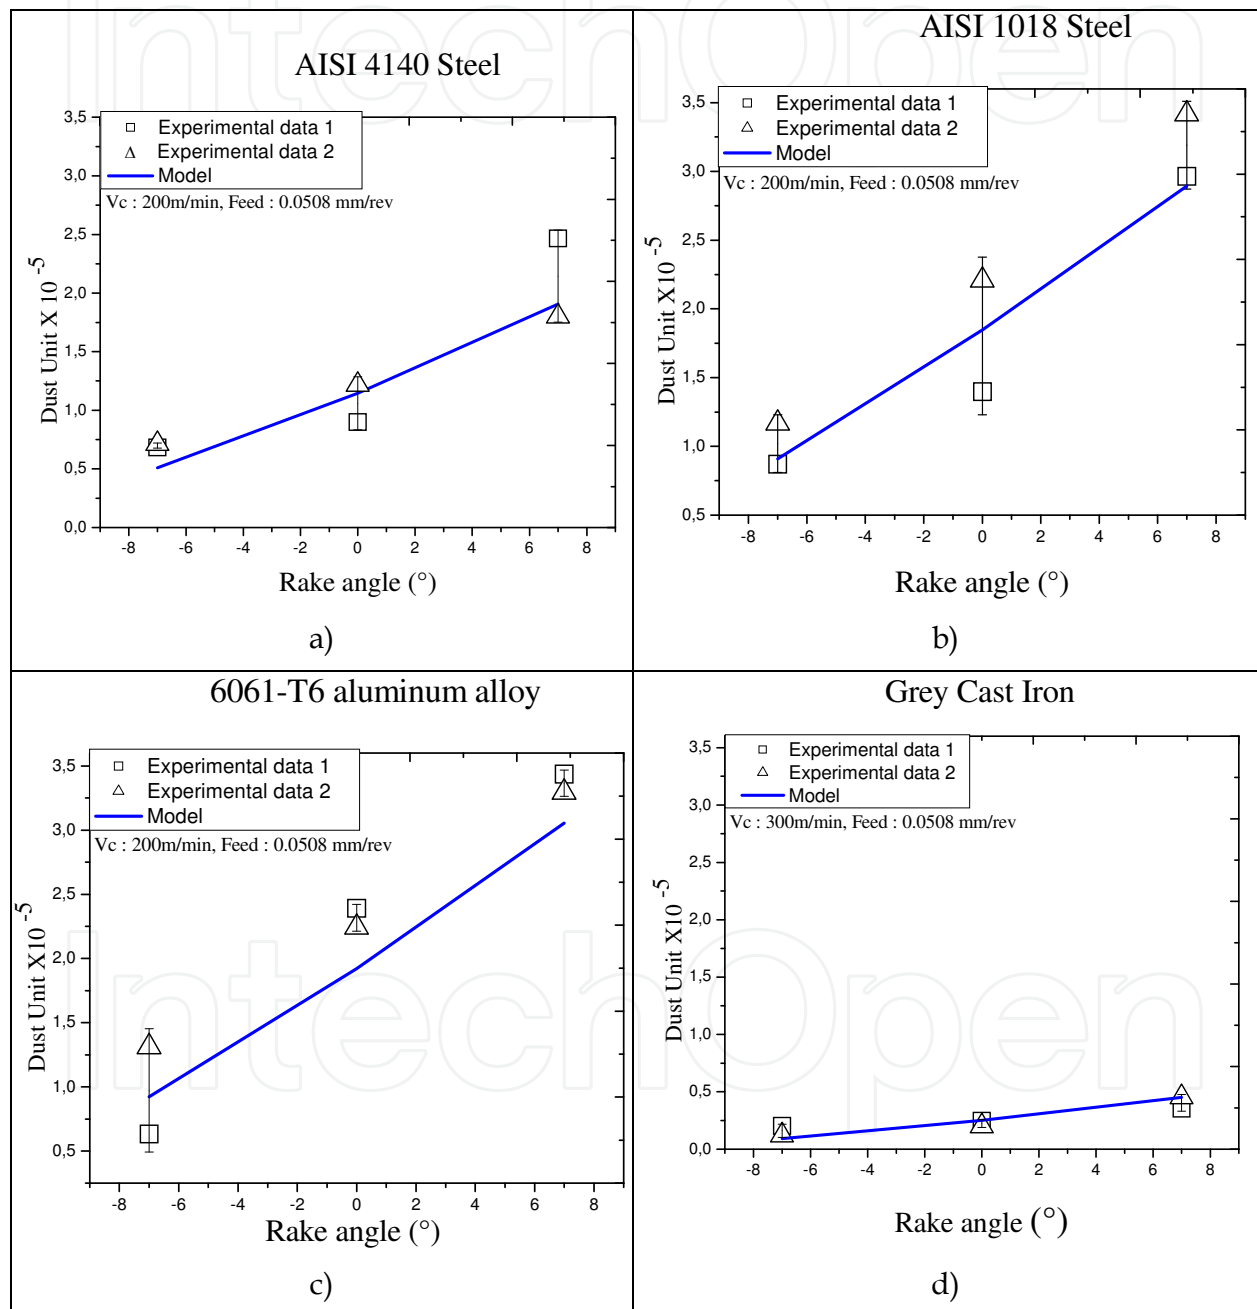 AISI 4140 Steel
Experimental data 1
Experimental data 2
Model
Vc : 200m/min, Feed : 0.0508 mm/rev
3,5
3,0
2,5
2,0
1,5
1,0
0,5
0,0
Dust Unit X 10 -5
-8 -6 -4 -2 0 2 4 6 8
Rake angle (°)
a)
AISI 1018 Steel
Experimental data 1
Experimental data 2
Model
Vc : 200m/min, Feed : 0.0508 mm/rev
3,5
3,0
2,5
2,0
1,5
1,0
0,5
Dust Unit X10 -5
-8 -6 -4 -2 0 2 4 6 8
Rake angle (°)
b)
6061-T6 aluminum alloy
Experimental data 1
Experimental data 2
Model
Vc : 200m/min, Feed : 0.0508 mm/rev
3,5
3,0
2,5
2,0
1,5
1,0
0,5
Dust Unit X10 -5
-8 -6 -4 -2 0 2 4 6 8
Rake angle (°)
c)
Grey Cast Iron
Experimental data 1
Experimental data 2
Model
Vc : 300m/min, Feed : 0.0508 mm/rev
3,5
3,0
2,5
2,0
1,5
1,0
0,5
0,0
Dust Unit X10 -5
-8 -6 -4 -2 0 2 4 6 8
Rake angle (°)
d)
IntechOpen
IntechOpen